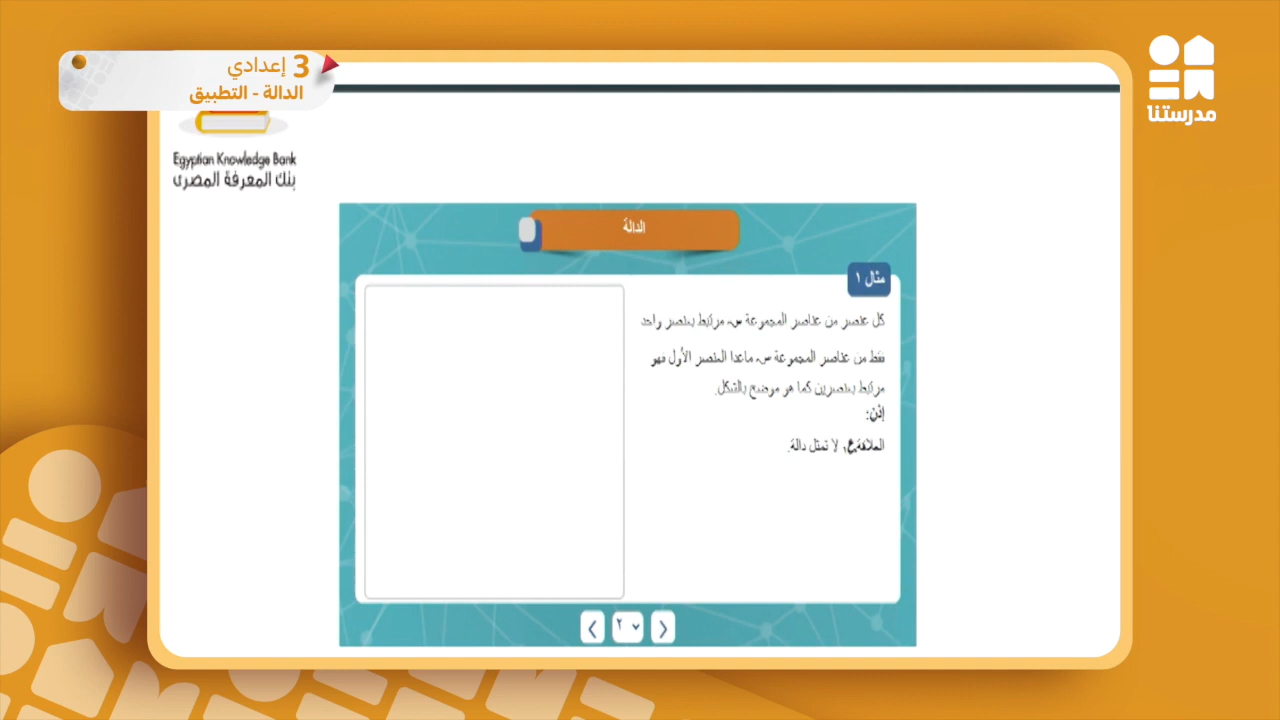 3 إعدادي
الدالة - التطبيق
مدرستنا
Egyptian Knowledge Bank
بنك المعرفة المصري
الدالة
مثال ١
كل عنصر من عناصر المجموعة س، مرتبط بعنصر واحد
فقط من عناصر المجموعة س، ماعدا العنصر الأول فهو
مرتبط بعنصرين كما هو موضح بالشكل.
إذن:
العلاقة ع١ لا تمثل دالة.
٢